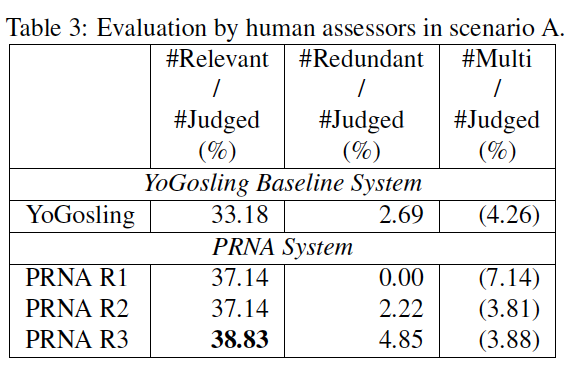 Table 3: Evaluation by human assessors in scenario A.
#Relevant #Redundant #Multi
/ / /
#Judged #Judged #Judged
(%) (%) (%)
YoGosling Baseline System
YoGosling 33.18 2.69 (4.26)
PRNA System
PRNA R1 37.14 0.00 (7.14)
PRNA R2 37.14 2.22 (3.81)
PRNA R3 38.83 4.85 (3.88)